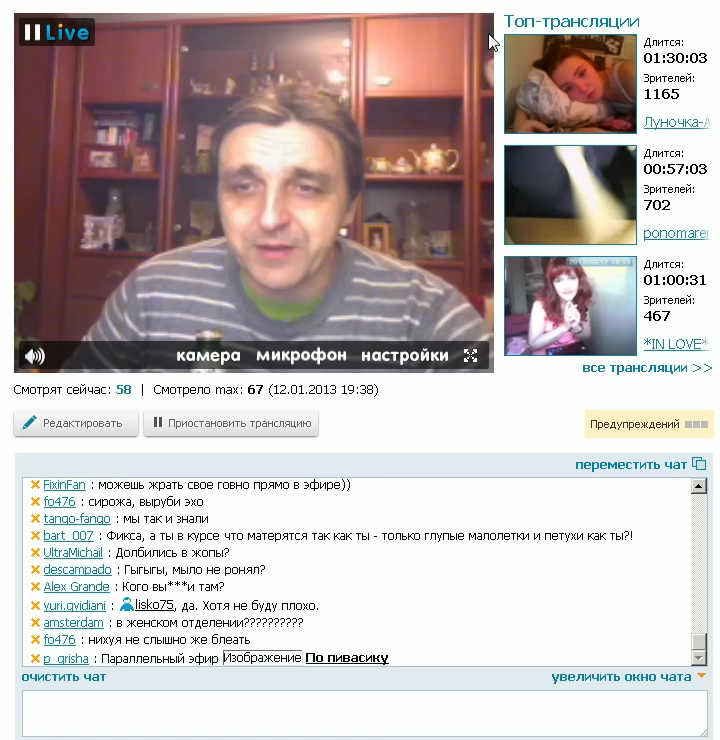 Live
камера микрофон настройки
Смотрят сейчас: 58 | Смотрело max: 67 (12.01.2013 19:38)
Редактировать
Приостановить трансляцию
Топ-трансляции
Длится:
01:30:03
Зрителей:
1165
Луночка-А
Длится:
00:57:03
Зрителей:
702
ponomarer
Длится:
01:00:31
Зрителей:
467
*IN LOVE*
все трансляции >>
Предупреждений
переместить чат
FixinFan : можешь жрать свое говно прямо в эфире))
fo476 : сирожа, выруби эхо
tango-fango : мы так и знали
bart_007 : Фикса, а ты в курсе что матерятся так как ты - только глупые малолетки и петухи как ты?!
UltraMichail : Долбились в жопы?
descampado : Гыгыгы, мыло не ронял?
Alex Grande : Кого вы***и там?
yuri.gvidiani : lisko75, да. Хотя не буду плохо.
amsterdam : в женском отделении??????????
fo476 : нихуя не слышно же блеать
p_grisha : Параллельный эфир Изображение По пивасику
очистить чат
увеличить окно чата